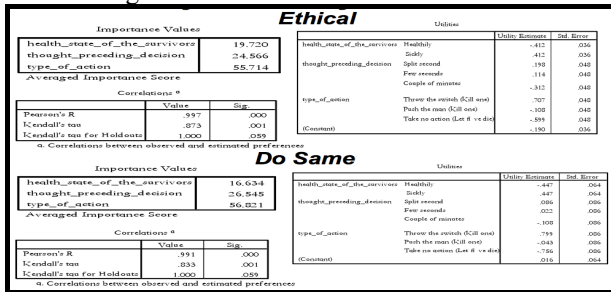 Ethical
Importance Values
health_state_of_the_survivors 19.720
thought_preceding_decision 24.566
type_of_action 55.714
Averaged Importance Score
Correlations ª
Value Sig.
Pearson's R .997 .000
Kendall's tau .873 .001
Kendall's tau for Holdouts 1.000 .059
a. Correlations between observed and estimated preferences
Utilities
Utility Estimate Std. Error
health_state_of_the_survivors Healthily -.412 .036
Sickly .412 .036
thought_preceding_decision Split second .198 .048
Few seconds .114 .048
Couple of minutes -.312 .048
type_of_action Throw the switch (Kill one) .707 .048
Push the man (Kill one) -.108 .048
Take no action (Let fi ve die) -.599 .048
(Constant) -.190 .036
Do Same
Importance Values
health_state_of_the_survivors 16.634
thought_preceding_decision 26.545
type_of_action 56.821
Averaged Importance Score
Correlations ª
Value Sig.
Pearson's R .991 .000
Kendall's tau .833 .001
Kendall's tau for Holdouts 1.000 .059
a. Correlations between observed and estimated preferences
Utilities
Utility Estimate Std. Error
health_state_of_the_survivors Healthily -.447 .064
Sickly .447 .064
thought_preceding_decision Split second .086 .086
Few seconds .022 .086
Couple of minutes -.108 .086
type_of_action Throw the switch (Kill one) .799 .086
Push the man (Kill one) -.043 .086
Take no action (Let fi ve die) -.756 .086
(Constant) .016 .064